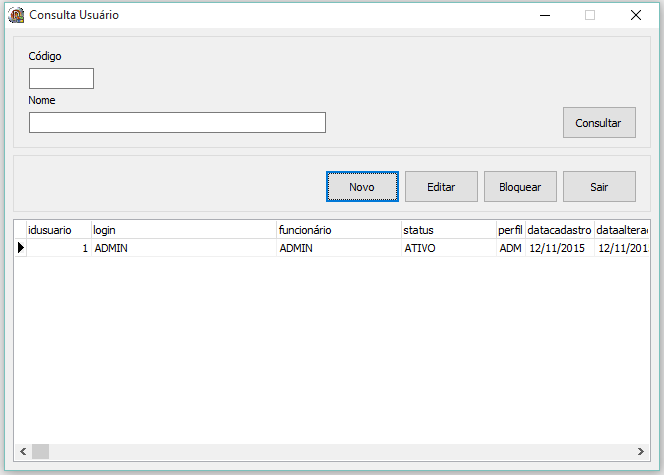 Consulta Usuário
Código
Nome
Consultar
Novo Editar Bloquear Sair
idusuario login funcionário status perfil datacadastro dataalterac
1 ADMIN ADMIN ATIVO ADM 12/11/2015 12/11/201